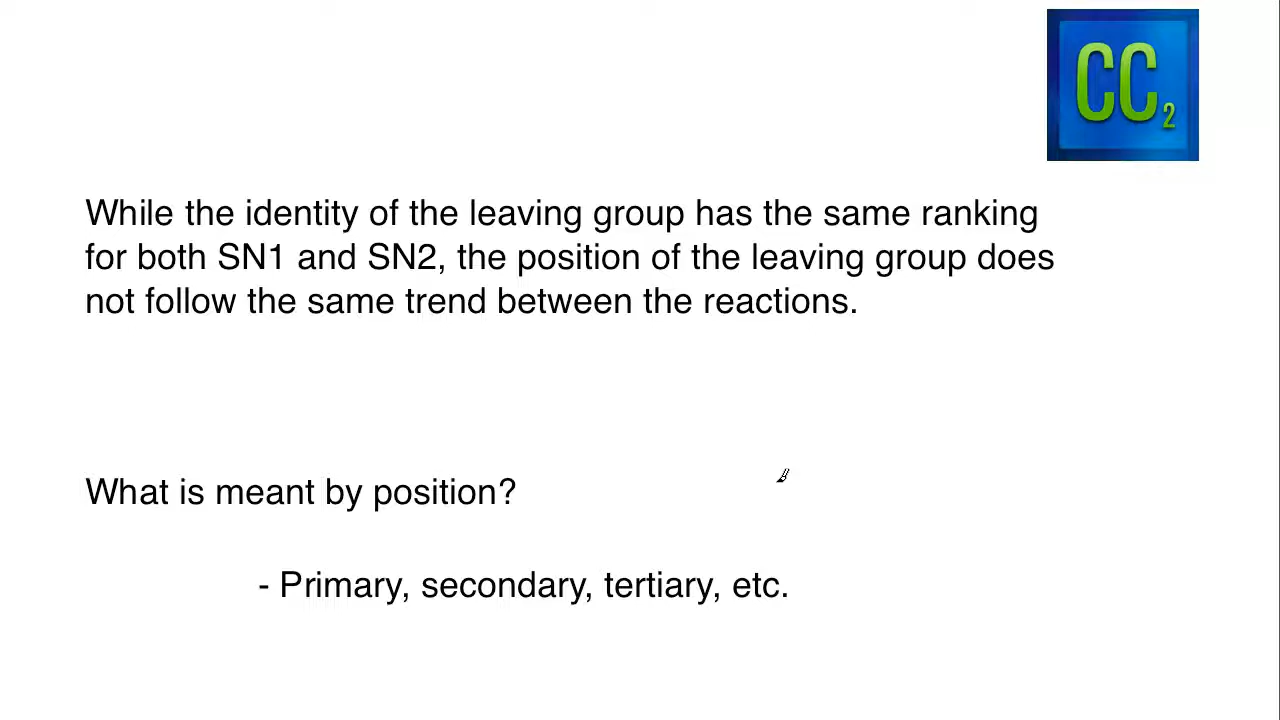 CC2
While the identity of the leaving group has the same ranking
for both SN1 and SN2, the position of the leaving group does
not follow the same trend between the reactions.
What is meant by position?
- Primary, secondary, tertiary, etc.